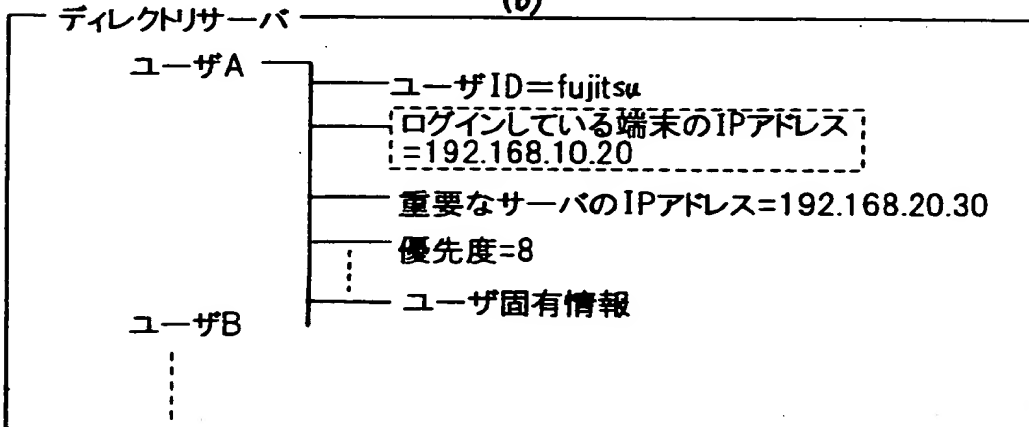 (b)
ディレクトリサーバ
ユーザA
ユーザID=fujitsu
ログインしている端末のIPアドレス
=192.168.10.20
重要なサーバのIPアドレス=192.168.20.30
優先度=8
ユーザ固有情報
ユーザB